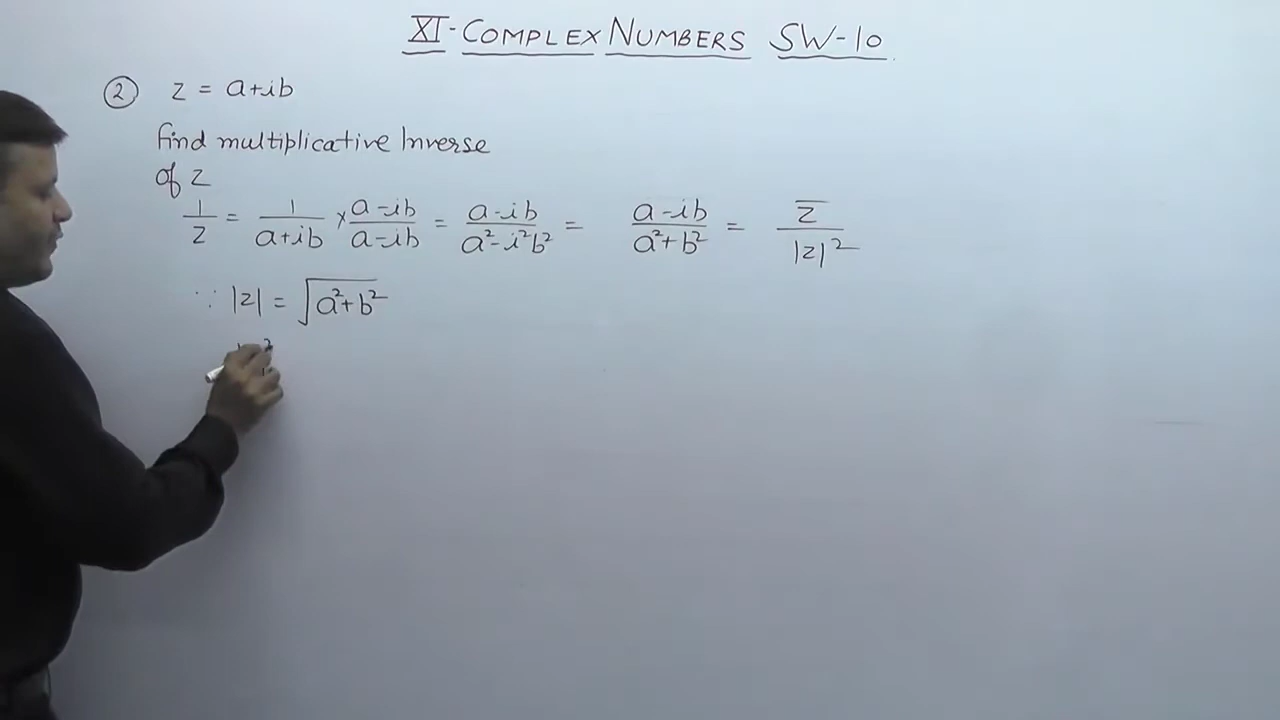 XI - COMPLEX NUMBERS SW-10
② z = a+ib
Find multiplicative Inverse
of z
1/z = 1/(a+ib) × (a-ib)/(a-ib) = (a-ib)/(a²-i²b²) = (a-ib)/(a²+b²) = z̅/|z|²
∵ |z| = √(a²+b²)